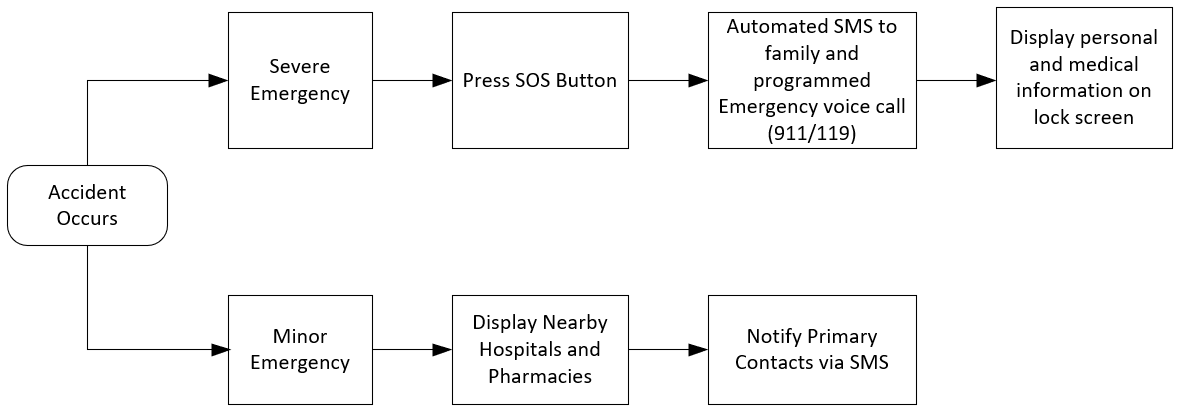 Severe
Emergency
Press SOS Button
Automated SMS to
family and
programmed
Emergency voice call
(911/119)
Display personal
and medical
information on
lock screen
Accident
Occurs
Minor
Emergency
Display Nearby
Hospitals and
Pharmacies
Notify Primary
Contacts via SMS